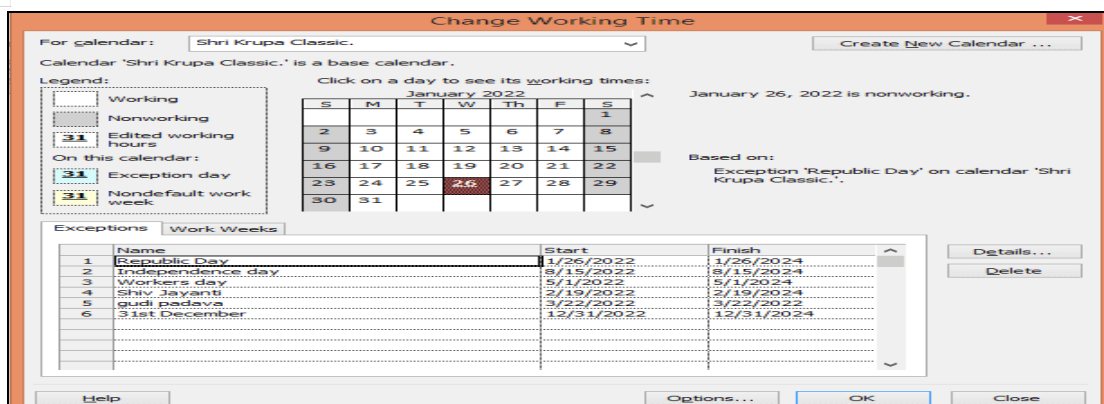 Change Working Time
For calendar: Shri Krupa Classic. Create New Calendar ...
Calendar 'Shri Krupa Classic.' is a base calendar.
Legend:
Working
Nonworking
31 Edited working hours
On this calendar:
31 Exception day
31 Nondefault work week
Click on a day to see its working times:
January 2022
S M T W Th F S
1
2 3 4 5 6 7 8
9 10 11 12 13 14 15
16 17 18 19 20 21 22
23 24 25 26 27 28 29
30 31
January 26, 2022 is nonworking.
Based on:
Exception 'Republic Day' on calendar 'Shri
Krupa Classic.'.
Exceptions Work Weeks
Name Start Finish
1 Republic Day 1/26/2022 1/26/2024
2 Independence day 8/15/2022 8/15/2024
3 Workers day 5/1/2022 5/1/2024
4 Shiv Jayanti 2/19/2022 2/19/2024
5 gudi padava 3/22/2022 3/22/2022
6 31st December 12/31/2022 12/31/2024
Details...
Delete
Help Options... OK Close